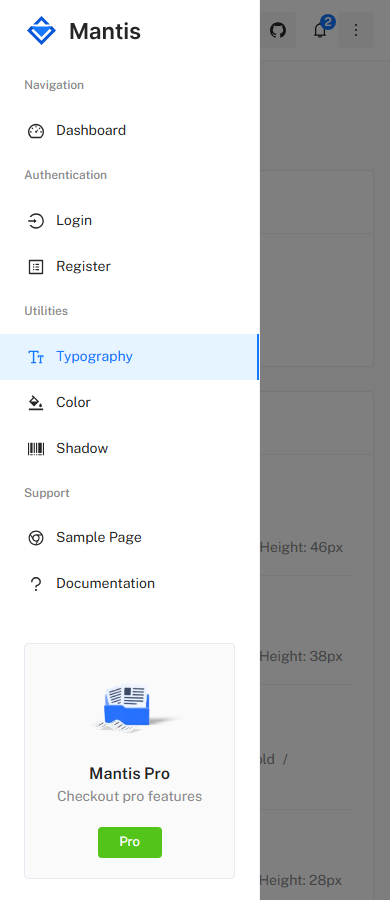 Mantis
2
Navigation
Dashboard
Authentication
Login
Register
Utilities
Typography
Color
Shadow
Support
Sample Page
Documentation
Mantis Pro
Checkout pro features
Pro
Height: 46px
Height: 38px
/
Height: 28px